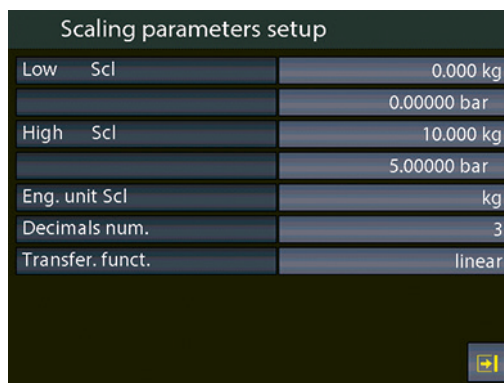 Scaling parameters setup
Low Scl 0.000 kg
0.00000 bar
High Scl 10.000 kg
5.00000 bar
Eng. unit Scl kg
Decimals num. 3
Transfer. funct. linear